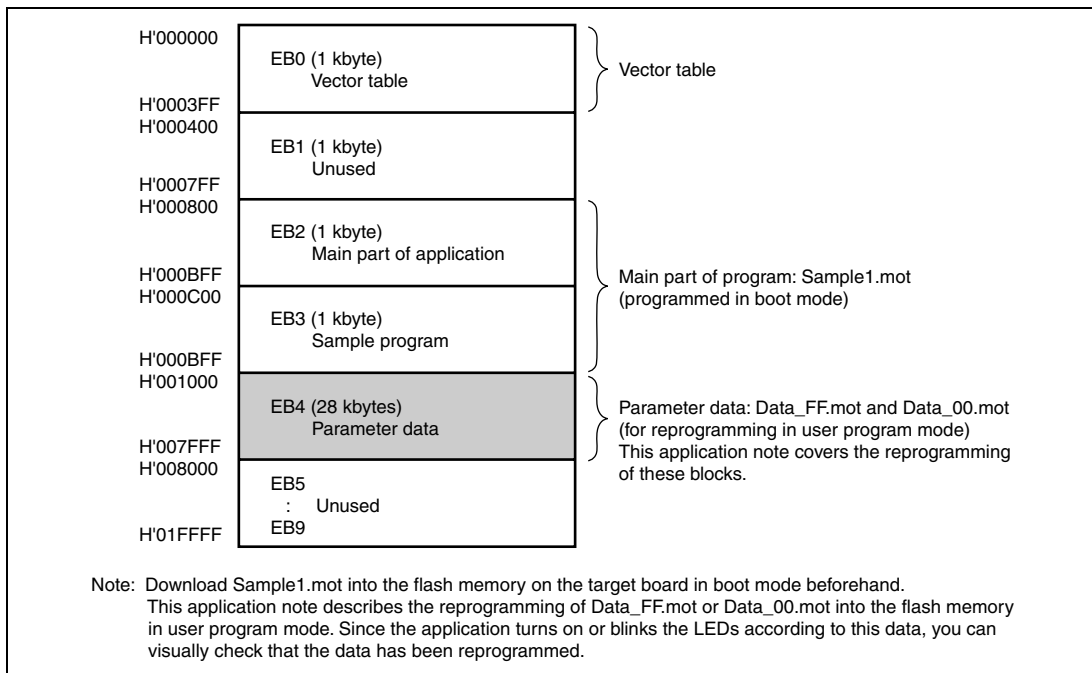 H'000000
EB0 (1 kbyte)
Vector table
Vector table
H'0003FF
H'000400
EB1 (1 kbyte)
Unused
H'0007FF
H'000800
EB2 (1 kbyte)
Main part of application
H'000BFF
H'000C00
Main part of program: Sample1.mot
(programmed in boot mode)
EB3 (1 kbyte)
Sample program
H'000BFF
H'001000
EB4 (28 kbytes)
Parameter data
Parameter data: Data_FF.mot and Data_00.mot
(for reprogramming in user program mode)
This application note covers the reprogramming
of these blocks.
H'007FFF
H'008000
EB5
: Unused
EB9
H'01FFFF
Note: Download Sample1.mot into the flash memory on the target board in boot mode beforehand.
This application note describes the reprogramming of Data_FF.mot or Data_00.mot into the flash memory
in user program mode. Since the application turns on or blinks the LEDs according to this data, you can
visually check that the data has been reprogrammed.